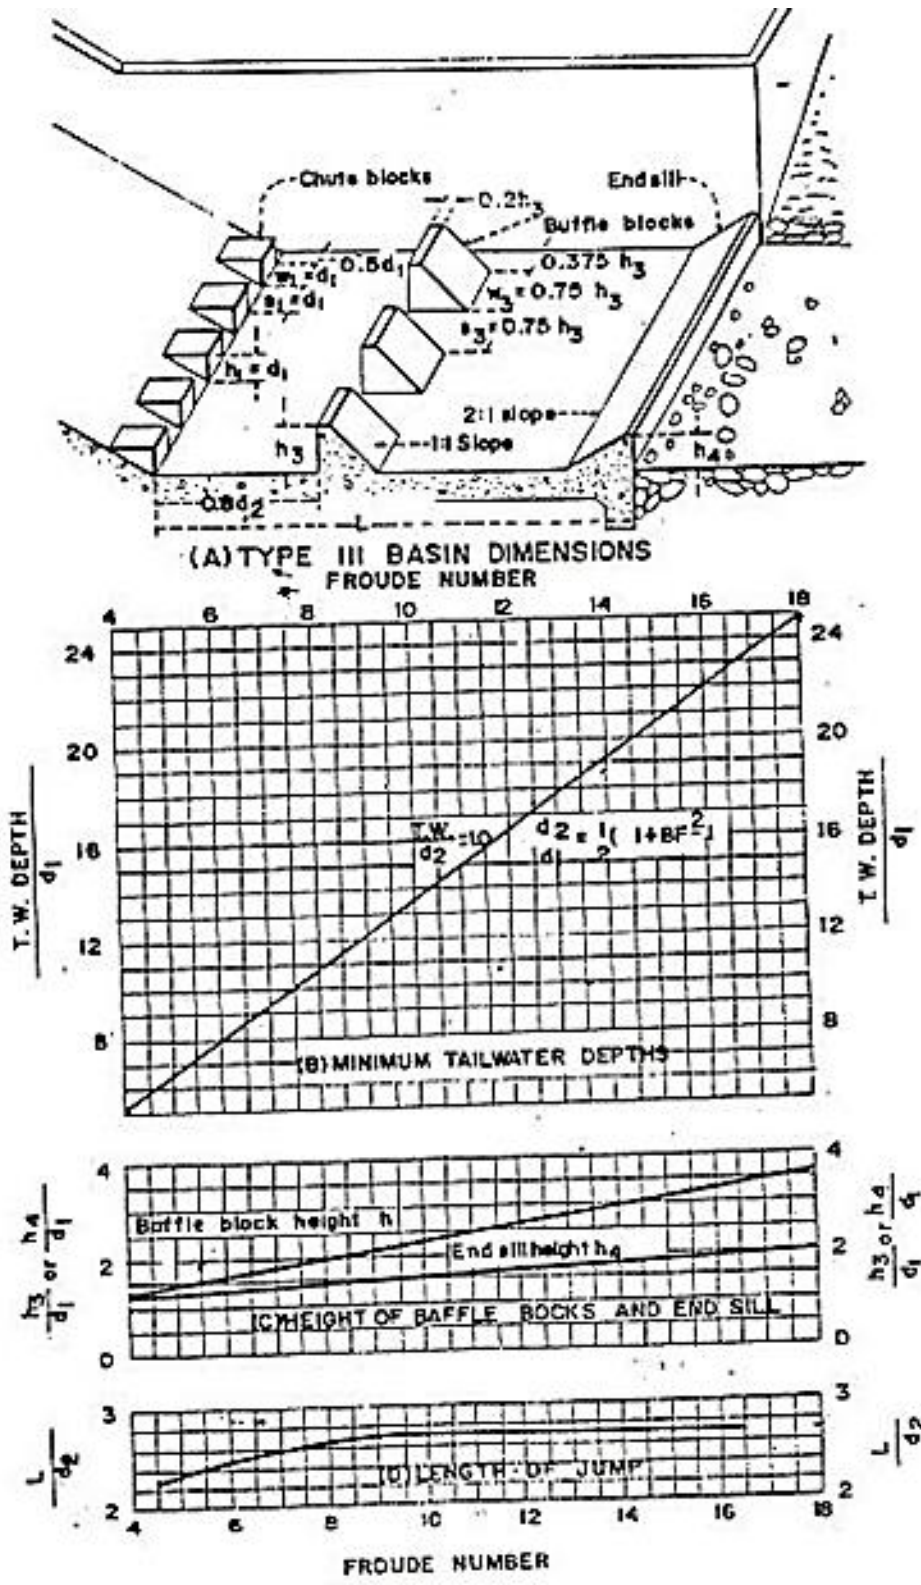 Chute blocks
End sill
0.2h3
Buffle blocks
0.5d1
0.375 h3
w1=d1
w3=0.75 h3
s1=d1
s3=0.75 h3
h1=d1
2:1 slope
1:1 Slope
h3
h4
0.8d2
L
(A) TYPE III BASIN DIMENSIONS
FROUDE NUMBER
4 6 8 10 12 14 16 18
24 24
20 20
16 16
12 12
8 8
T.W. DEPTH
d1
T.W. DEPTH
d1
T.W.
d2 =1.0
d2 = 1 ( 1+8F2
d1 2
(B) MINIMUM TAILWATER DEPTHS
4 4
2 2
0 0
h3 or h4
d1 d1
h3 or h4
d1 d1
Baffle block height h
End sill height h4
(C) HEIGHT OF BAFFLE BOCKS AND END SILL
3 3
2 2
L
d2
L
d2
(D) LENGTH OF JUMP
4 6 8 10 12 14 16 18
FROUDE NUMBER